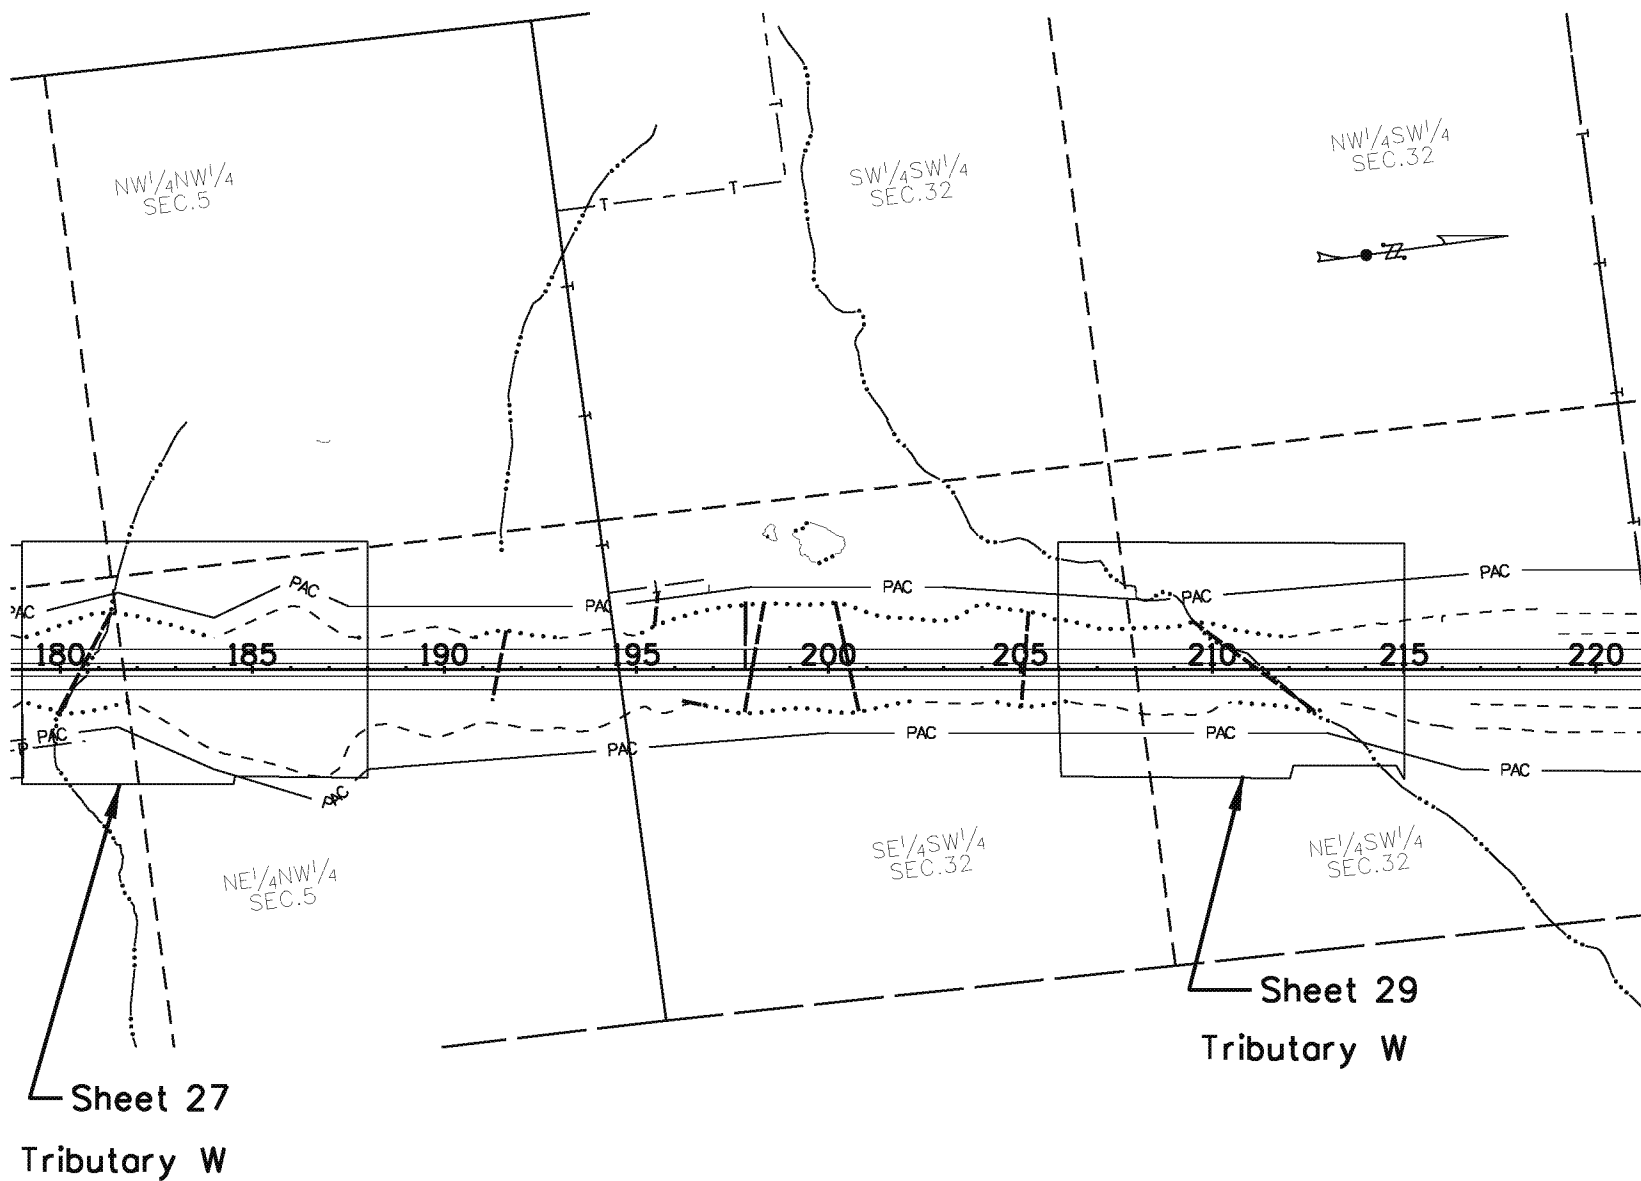 NW¼NW¼
SEC.5
SW¼SW¼
SEC.32
NW¼SW¼
SEC.32
T
T
T
T
T
T
T
T
T
T
T
N
PAC
PAC
PAC
PAC
PAC
PAC
180
185
190
195
200
205
210
215
220
PAC
P
PAC
PAC
PAC
PAC
PAC
NE¼NW¼
SEC.5
SE¼SW¼
SEC.32
NE¼SW¼
SEC.32
Sheet 29
Tributary W
Sheet 27
Tributary W